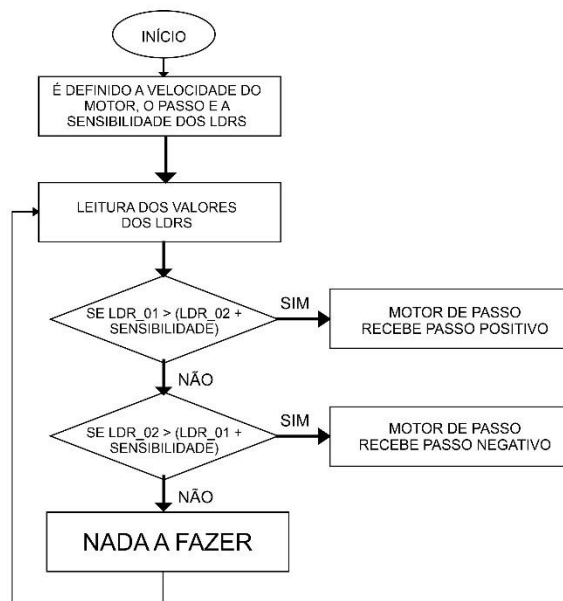 INÍCIO
É DEFINIDO A VELOCIDADE DO
MOTOR, O PASSO E A
SENSIBILIDADE DOS LDRS
LEITURA DOS VALORES
DOS LDRS
SE LDR_01 > (LDR_02 +
SENSIBILIDADE)
SIM
MOTOR DE PASSO
RECEBE PASSO POSITIVO
NÃO
SE LDR_02 > (LDR_01 +
SENSIBILIDADE)
SIM
MOTOR DE PASSO
RECEBE PASSO NEGATIVO
NÃO
NADA A FAZER